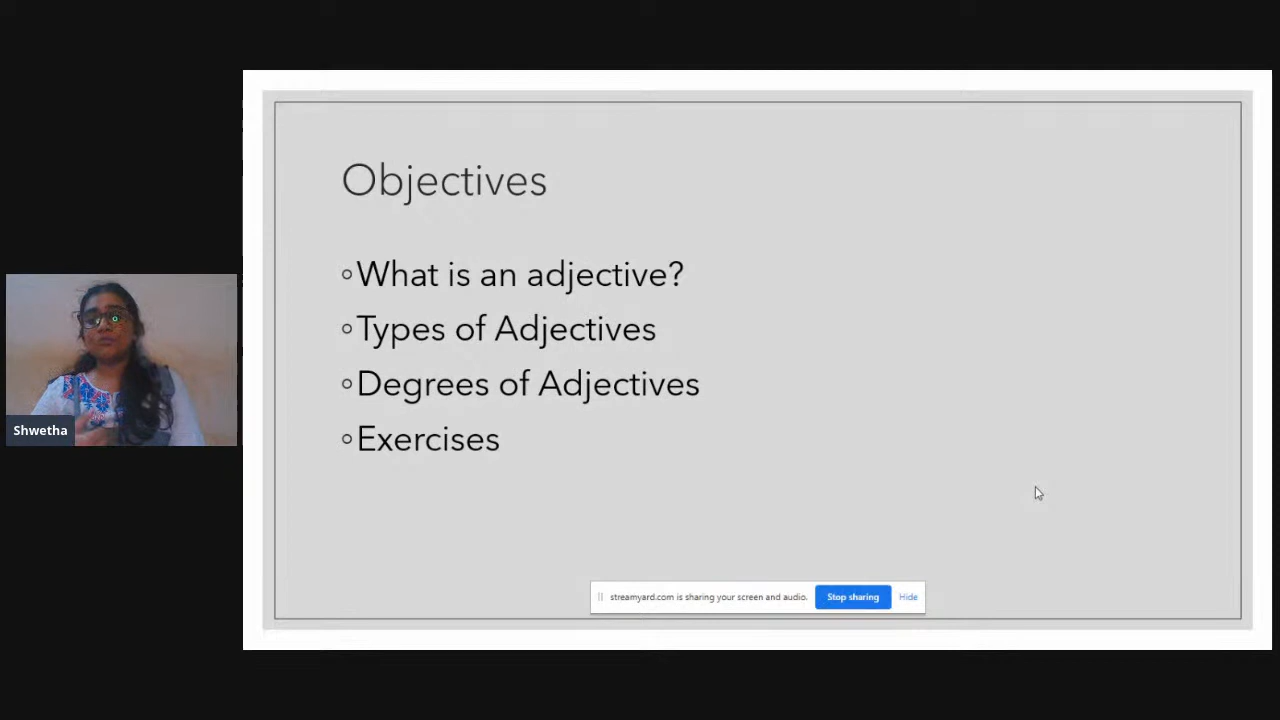 Objectives
◦What is an adjective?
◦Types of Adjectives
◦Degrees of Adjectives
◦Exercises
Shwetha
streamyard.com is sharing your screen and audio. Stop sharing Hide